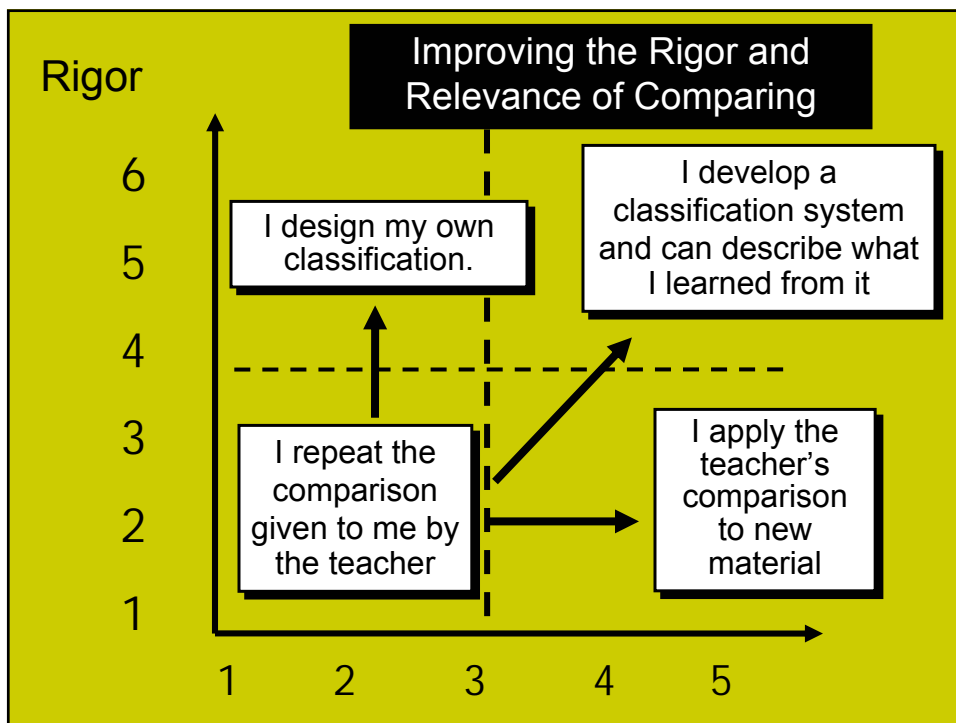 Improving the Rigor and
Relevance of Comparing
Rigor
6
5
4
3
2
1
I design my own
classification.
I develop a
classification system
and can describe what
I learned from it
I repeat the
comparison
given to me by
the teacher
I apply the
teacher's
comparison
to new
material
1 2 3 4 5